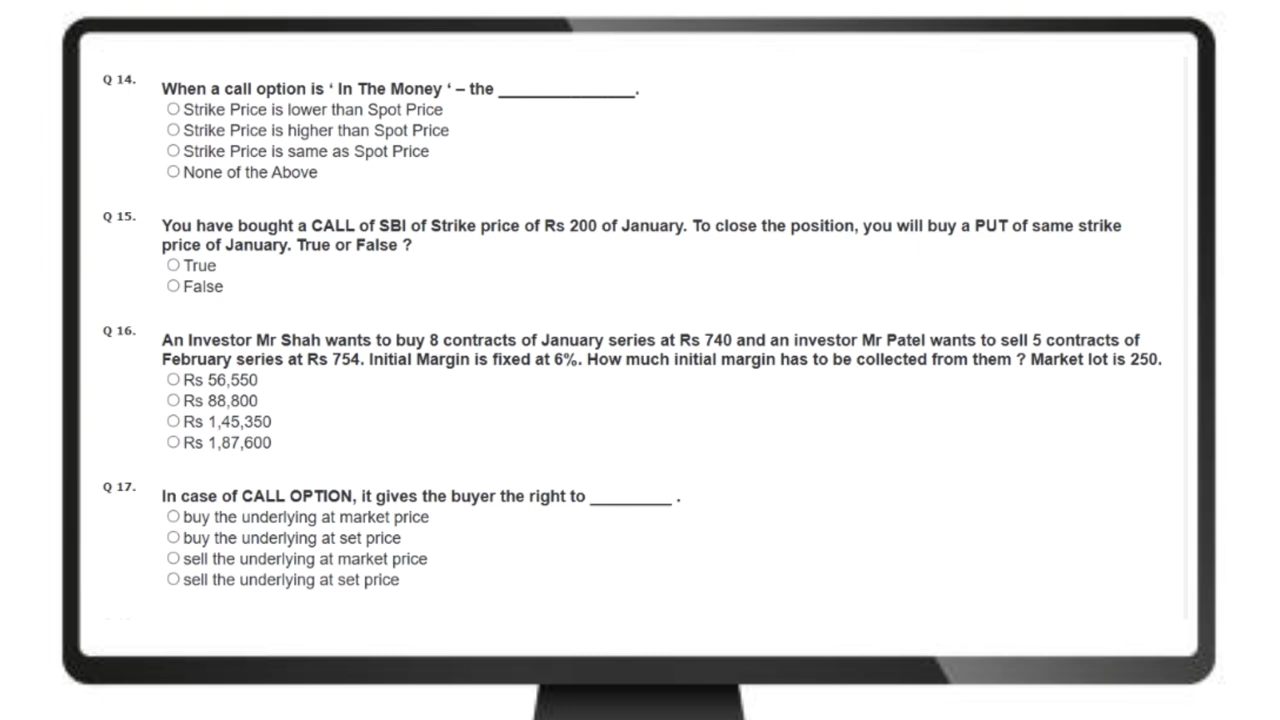 Q 14.
When a call option is ‘ In The Money ‘ – the _______________.
Strike Price is lower than Spot Price
Strike Price is higher than Spot Price
Strike Price is same as Spot Price
None of the Above
Q 15.
You have bought a CALL of SBI of Strike price of Rs 200 of January. To close the position, you will buy a PUT of same strike
price of January. True or False ?
True
False
Q 16.
An Investor Mr Shah wants to buy 8 contracts of January series at Rs 740 and an investor Mr Patel wants to sell 5 contracts of
February series at Rs 754. Initial Margin is fixed at 6%. How much initial margin has to be collected from them ? Market lot is 250.
Rs 56,550
Rs 88,800
Rs 1,45,350
Rs 1,87,600
Q 17.
In case of CALL OPTION, it gives the buyer the right to _________ .
buy the underlying at market price
buy the underlying at set price
sell the underlying at market price
sell the underlying at set price